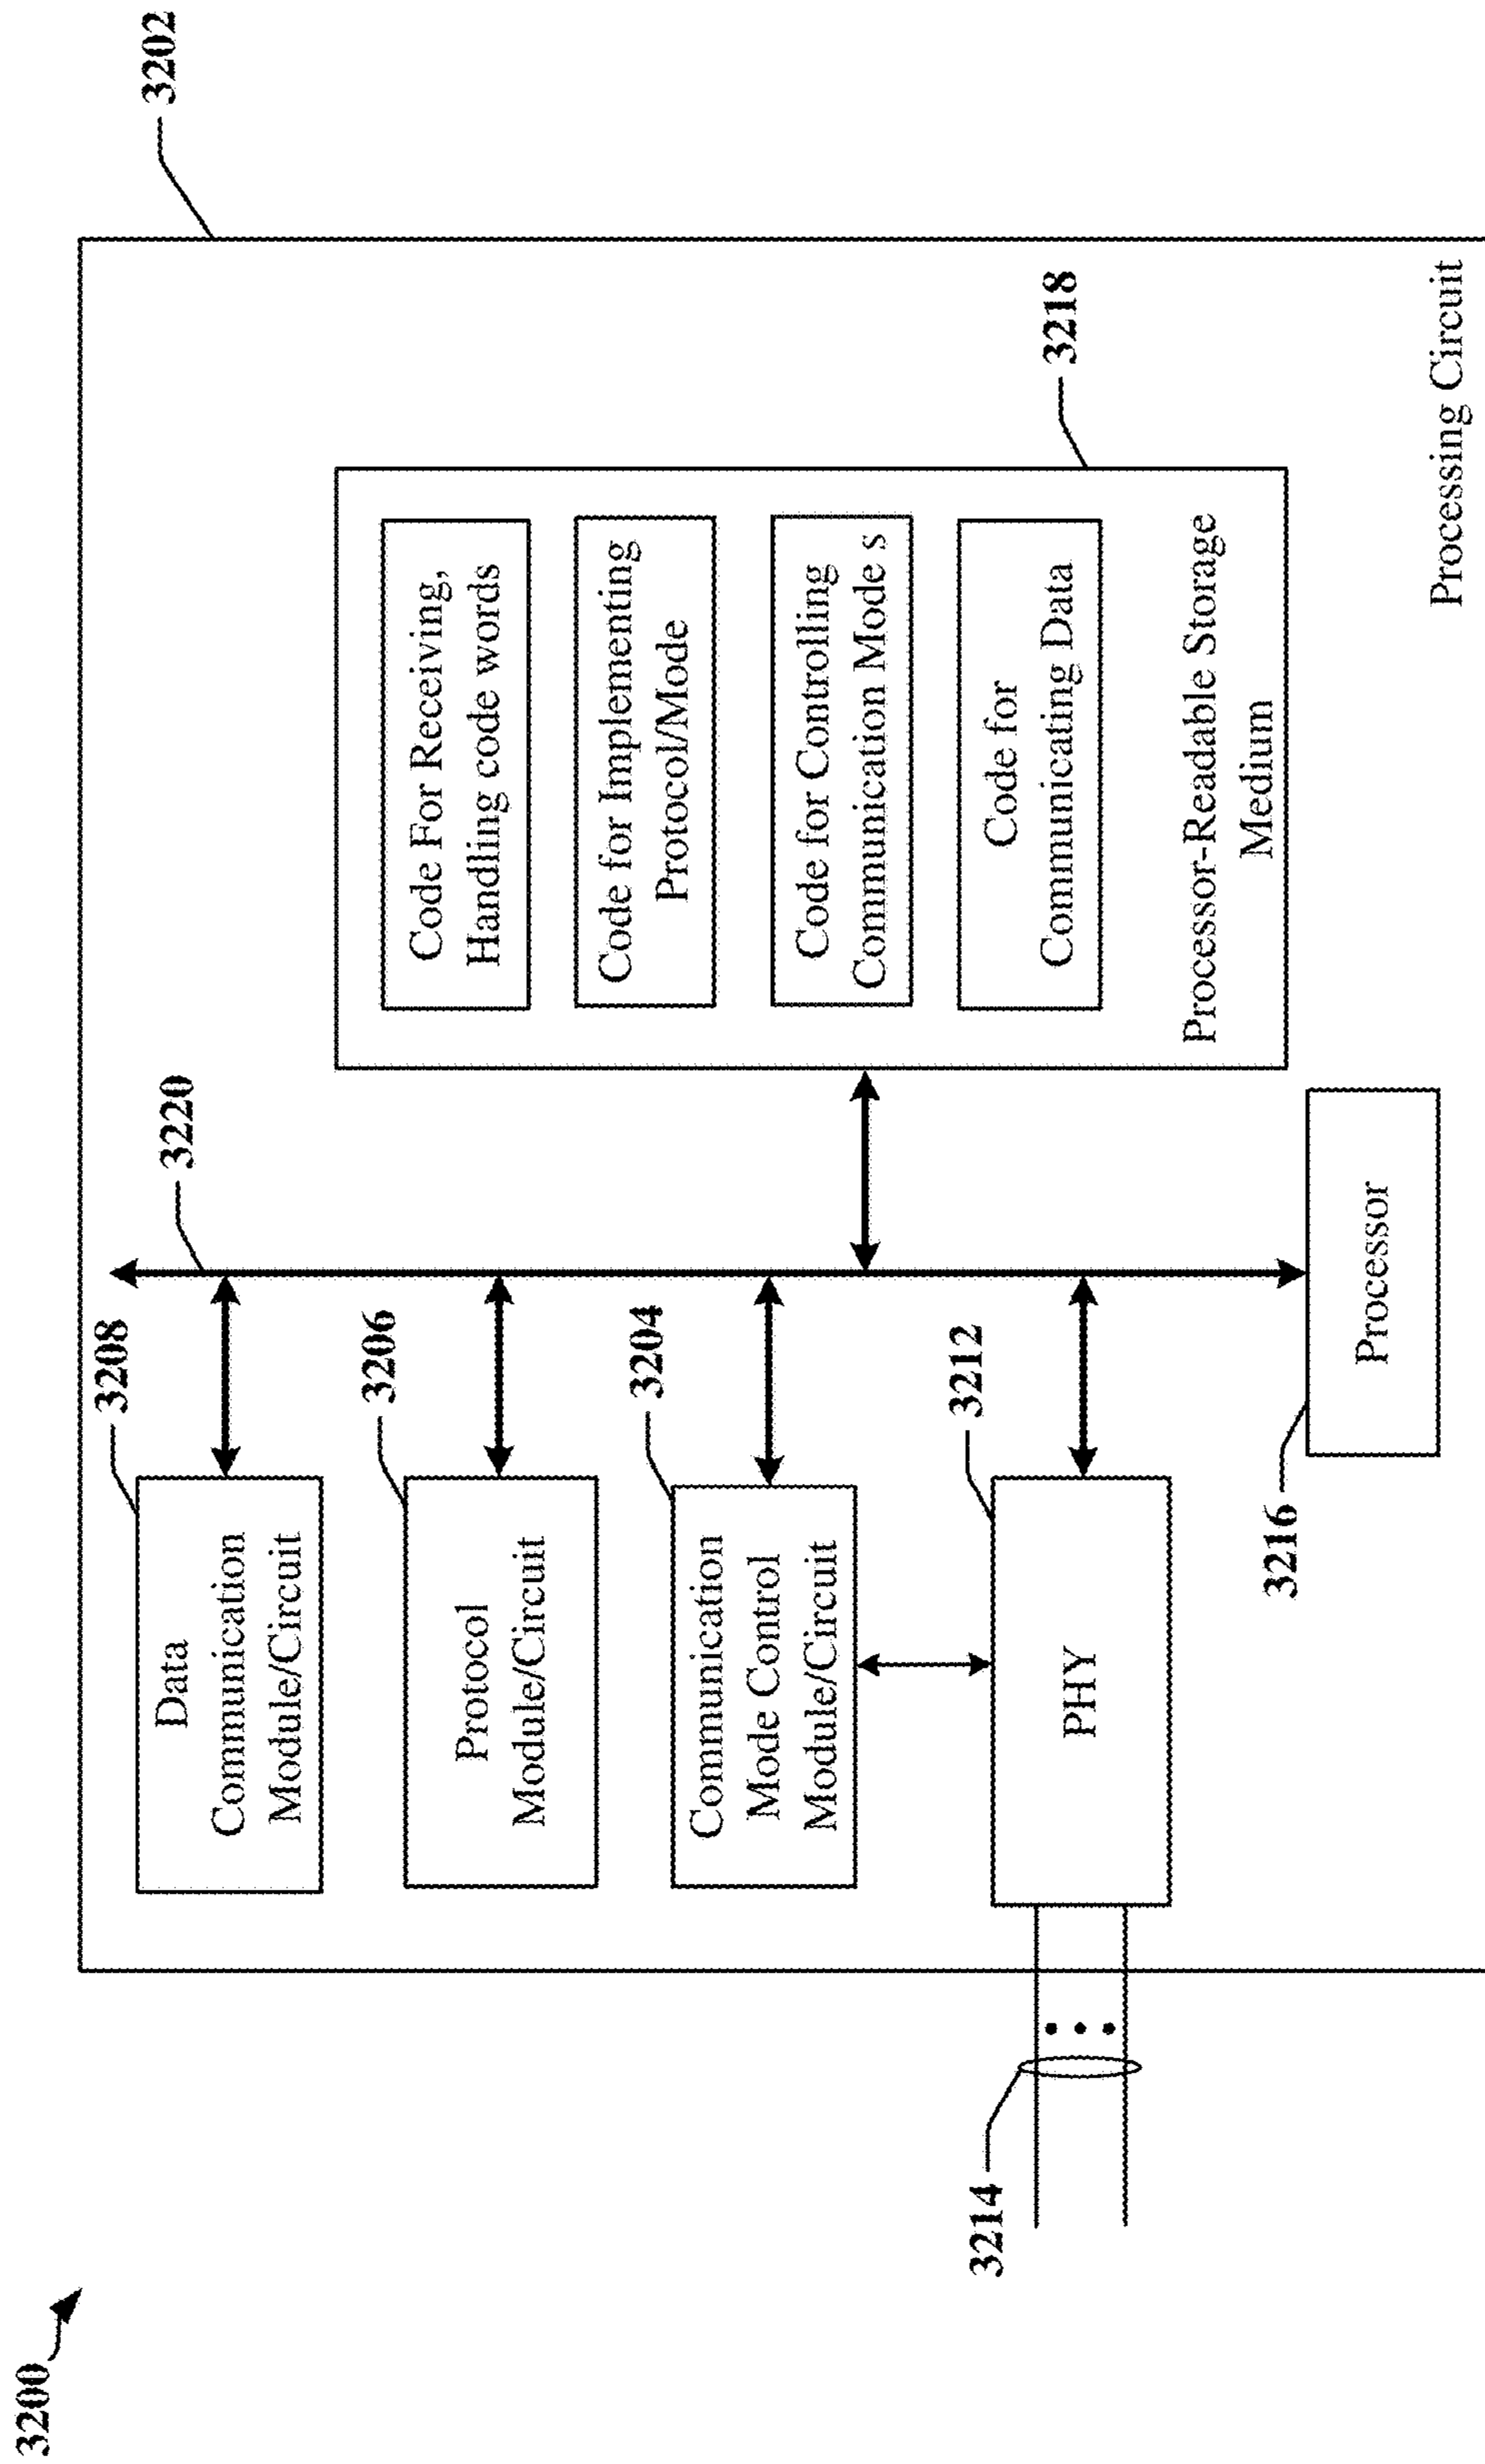 3200
3202
3208
Data
Communication
Module/Circuit
3206
Protocol
Module/Circuit
3204
Communication
Mode Control
Module/Circuit
3212
PHY
3214
3220
3216
Processor
Code For Receiving,
Handling code words
Code for Implementing
Protocol/Mode
Code for Controlling
Communication Mode s
Code for
Communicating Data
Processor-Readable Storage
Medium
3218
Processing Circuit